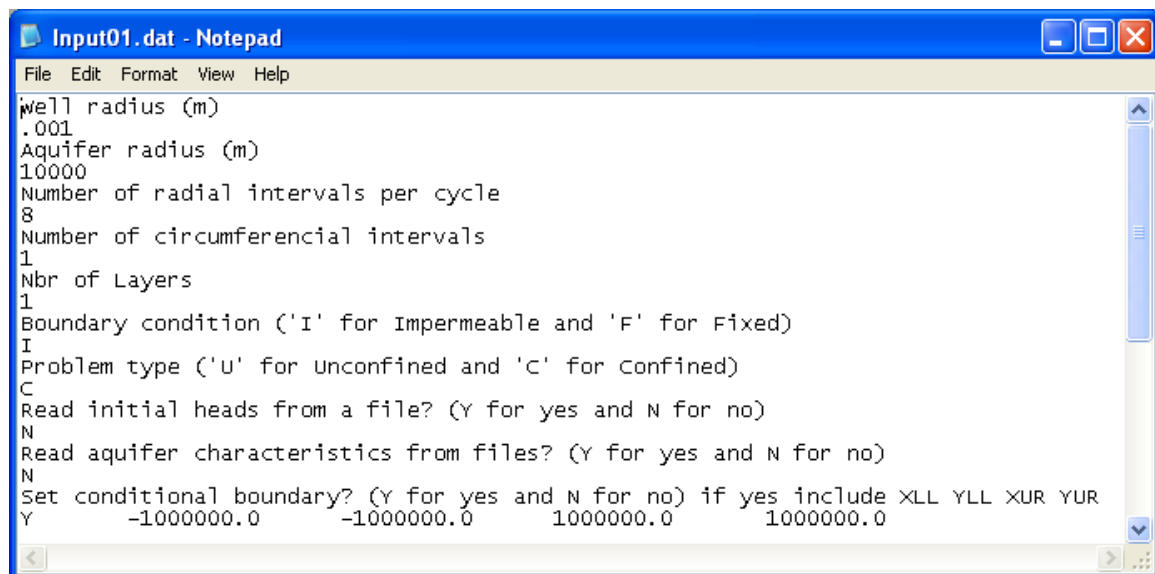 Input01.dat - Notepad
File Edit Format View Help
Well radius (m)
.001
Aquifer radius (m)
10000
Number of radial intervals per cycle
8
Number of circumferencial intervals
1
Nbr of Layers
1
Boundary condition ('I' for Impermeable and 'F' for Fixed)
I
Problem type ('U' for Unconfined and 'C' for Confined)
C
Read initial heads from a file? (Y for yes and N for no)
N
Read aquifer characteristics from files? (Y for yes and N for no)
N
Set conditional boundary? (Y for yes and N for no) if yes include XLL YLL XUR YUR
Y -1000000.0 -1000000.0 1000000.0 1000000.0